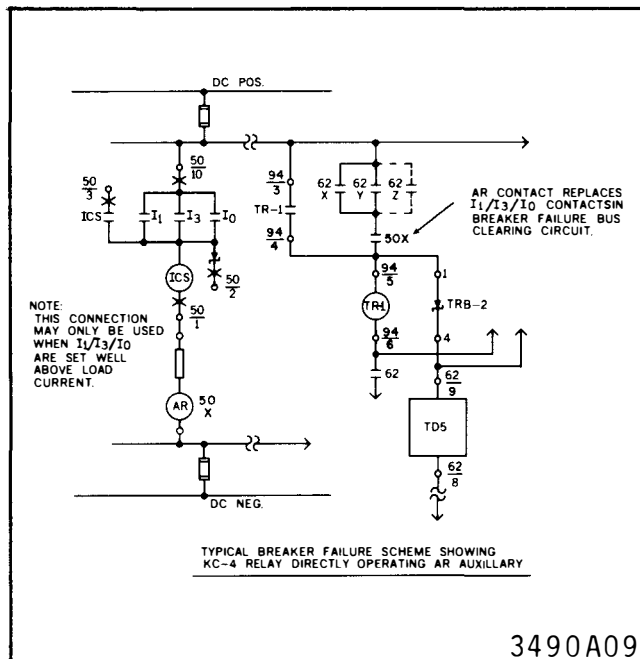 DC POS.
50
10
50
3
ICS
I1
I3
I0
94
3
TR-1
94
4
62
X
62
Y
62
Z
50X
AR CONTACT REPLACES
I1/I3/I0 CONTACTSIN
BREAKER FAILURE BUS
CLEARING CIRCUIT.
ICS
50
2
50
1
94
5
TR1
94
6
62
1
TRB-2
4
NOTE:
THIS CONNECTION
MAY ONLY BE USED
WHEN I1/I3/I0
ARE SET WELL
ABOVE LOAD
CURRENT.
AR
50
X
62
9
TD5
62
8
DC NEG.
TYPICAL BREAKER FAILURE SCHEME SHOWING
KC-4 RELAY DIRECTLY OPERATING AR AUXILLARY
3490A09